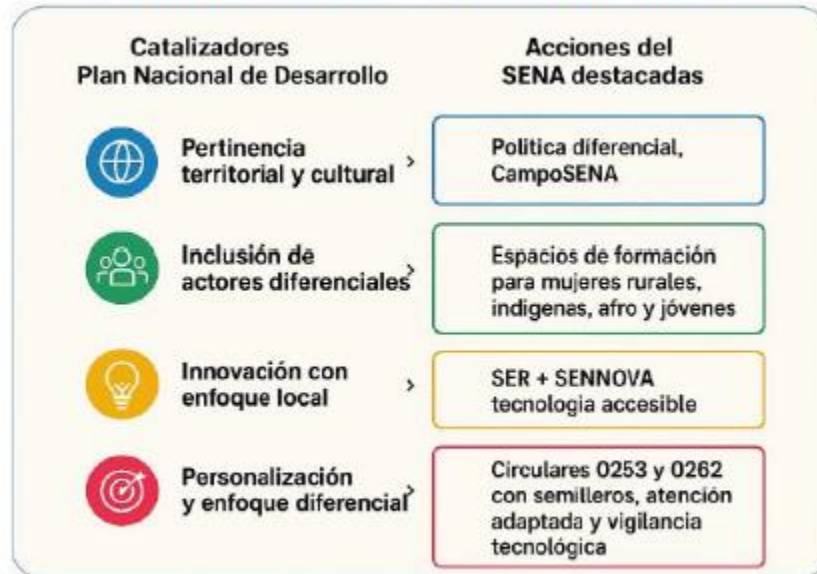 Catalizadores
Plan Nacional de Desarrollo
Acciones del
SENA destacadas
Pertinencia
territorial y cultural
Politica diferencial,
CampoSENA
Inclusión de
actores diferenciales
Espacios de formación
para mujeres rurales,
indigenas, afro y jóvenes
Innovación con
enfoque local
SER + SENNOVA
tecnologia accesible
Personalización
y enfoque diferencial
Circulares 0253 y 0262
con semilleros, atención
adaptada y vigilancia
tecnológica